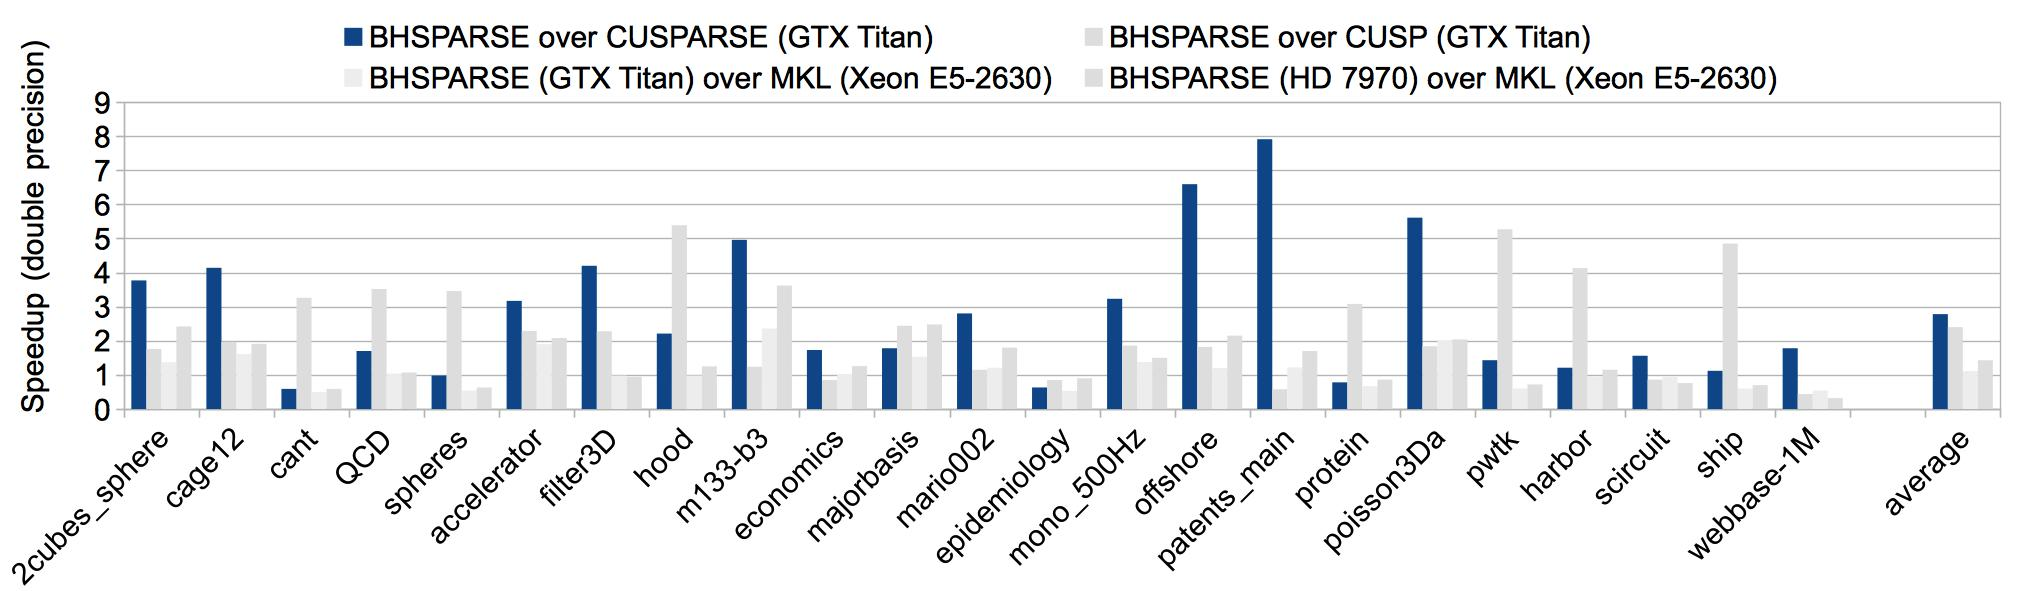 BHSPARSE over CUSPARSE (GTX Titan)
BHSPARSE over CUSP (GTX Titan)
BHSPARSE (GTX Titan) over MKL (Xeon E5-2630)
BHSPARSE (HD 7970) over MKL (Xeon E5-2630)
Speedup (double precision)
9
8
7
6
5
4
3
2
1
0
2cubes_sphere
cage12
cant
QCD
spheres
accelerator
filter3D
hood
m133-b3
economics
majorbasis
mario002
epidemiology
mono_500Hz
offshore
patents_main
protein
poisson3Da
pwtk
harbor
scircuit
ship
webbase-1M
average